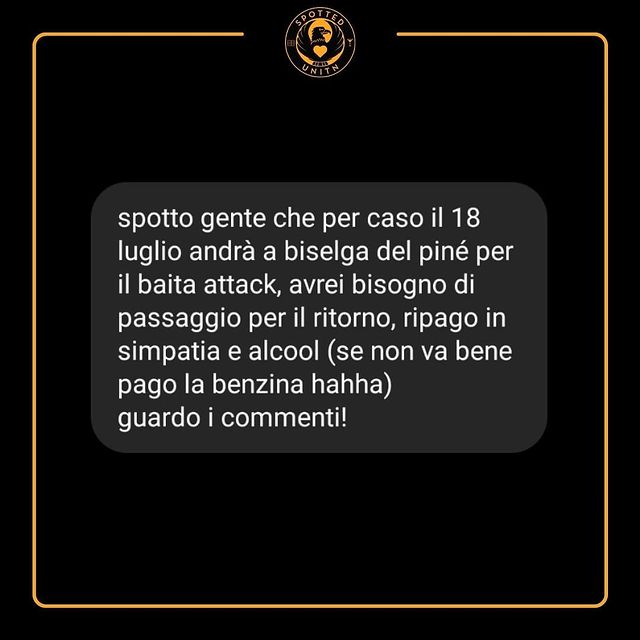 SPOTTED
UNITN
spotto gente che per caso il 18
luglio andrà a biselga del piné per
il baita attack, avrei bisogno di
passaggio per il ritorno, ripago in
simpatia e alcool (se non va bene
pago la benzina hahha)
guardo i commenti!